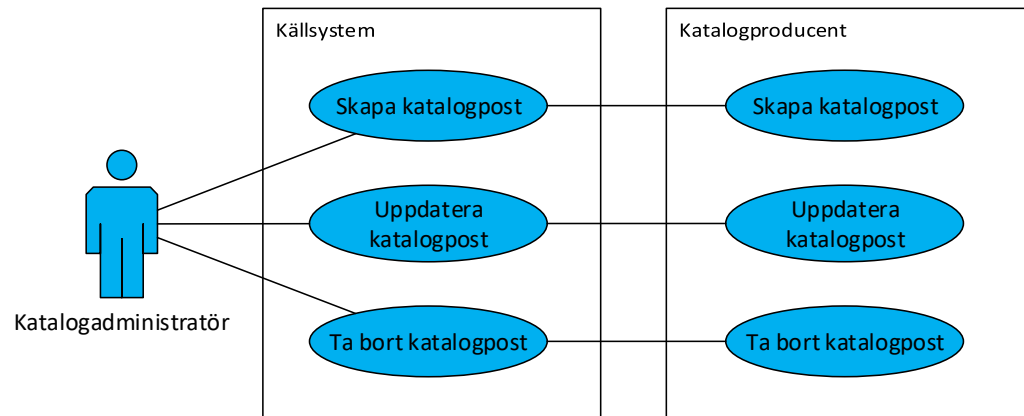 Källsystem
Katalogproducent
Skapa katalogpost
Skapa katalogpost
Uppdatera
katalogpost
Uppdatera
katalogpost
Katalogadministratör
Ta bort katalogpost
Ta bort katalogpost